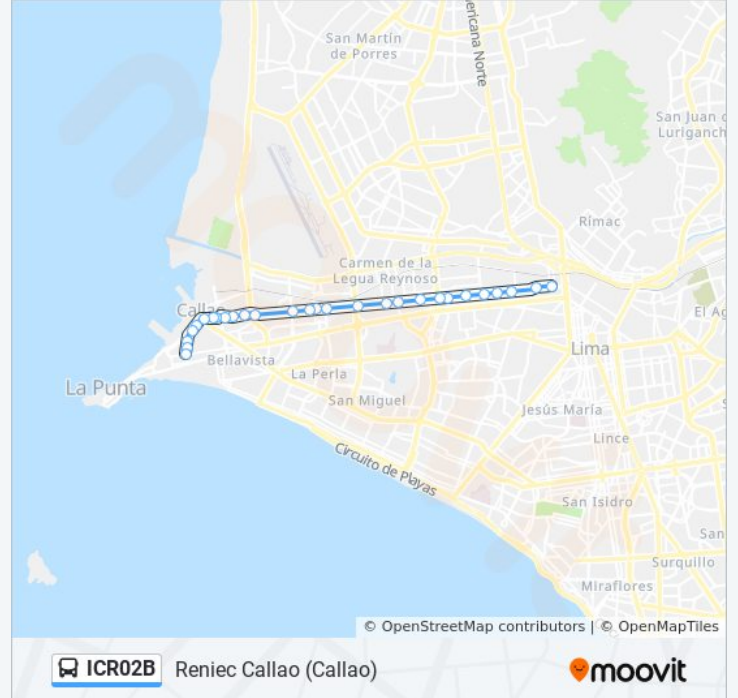 San Martín
de Porres
ericana Norte
San Juan
Luriganch
Rímac
Carmen de la
Legua Reynoso
Calla
El Ag
Lima
Bellavista
La Perla
La Punta
San Miguel
Jesús María
Lince
Circuito de Playas
San Isidro
San
Surquillo
Miraflores
© OpenStreetMap contributors | © OpenMapTiles
ICR02B Reniec Callao (Callao) moovit